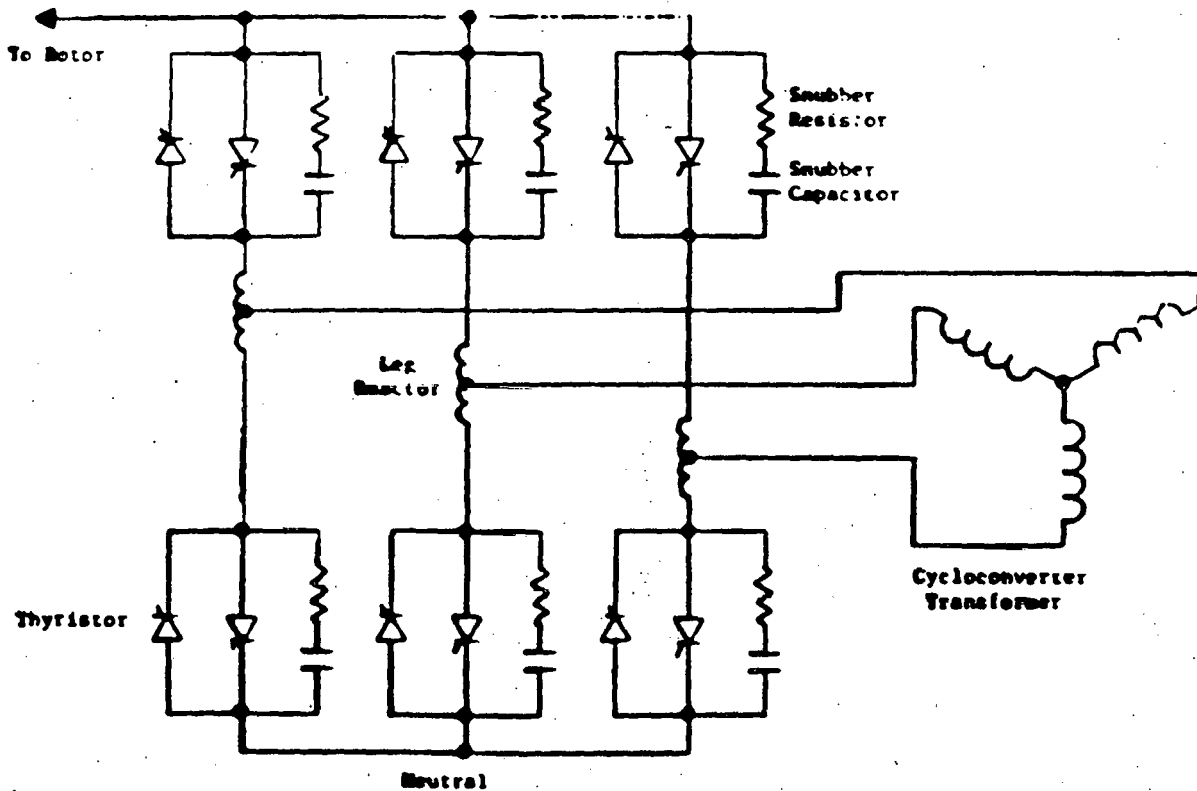 To Rotor
Snubber
Resistor
Snubber
Capacitor
Leg
Reactor
Thyristor
Cycloconverter
Transformer
Neutral